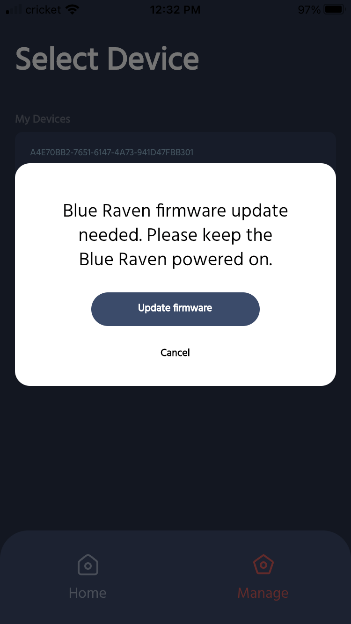 cricket 12:32 PM 97%
Select Device
My Devices
A4E70BB2-7651-6147-4A73-941D47FBB301
Blue Raven firmware update
needed. Please keep the
Blue Raven powered on.
Update firmware
Cancel
Home Manage